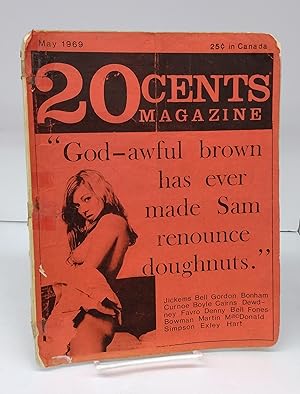 May 1969 25¢ in Canada
20 CENTS
MAGAZINE
"God—awful brown
has ever
made Sam
renounce
doughnuts."
Jickems Bell Gordon Bonham
Curnoe Boyle Cairns Dewd—
ney Favro Denny Bell Fones
Bowman Martin MacDonald
Simpson Exley Hart